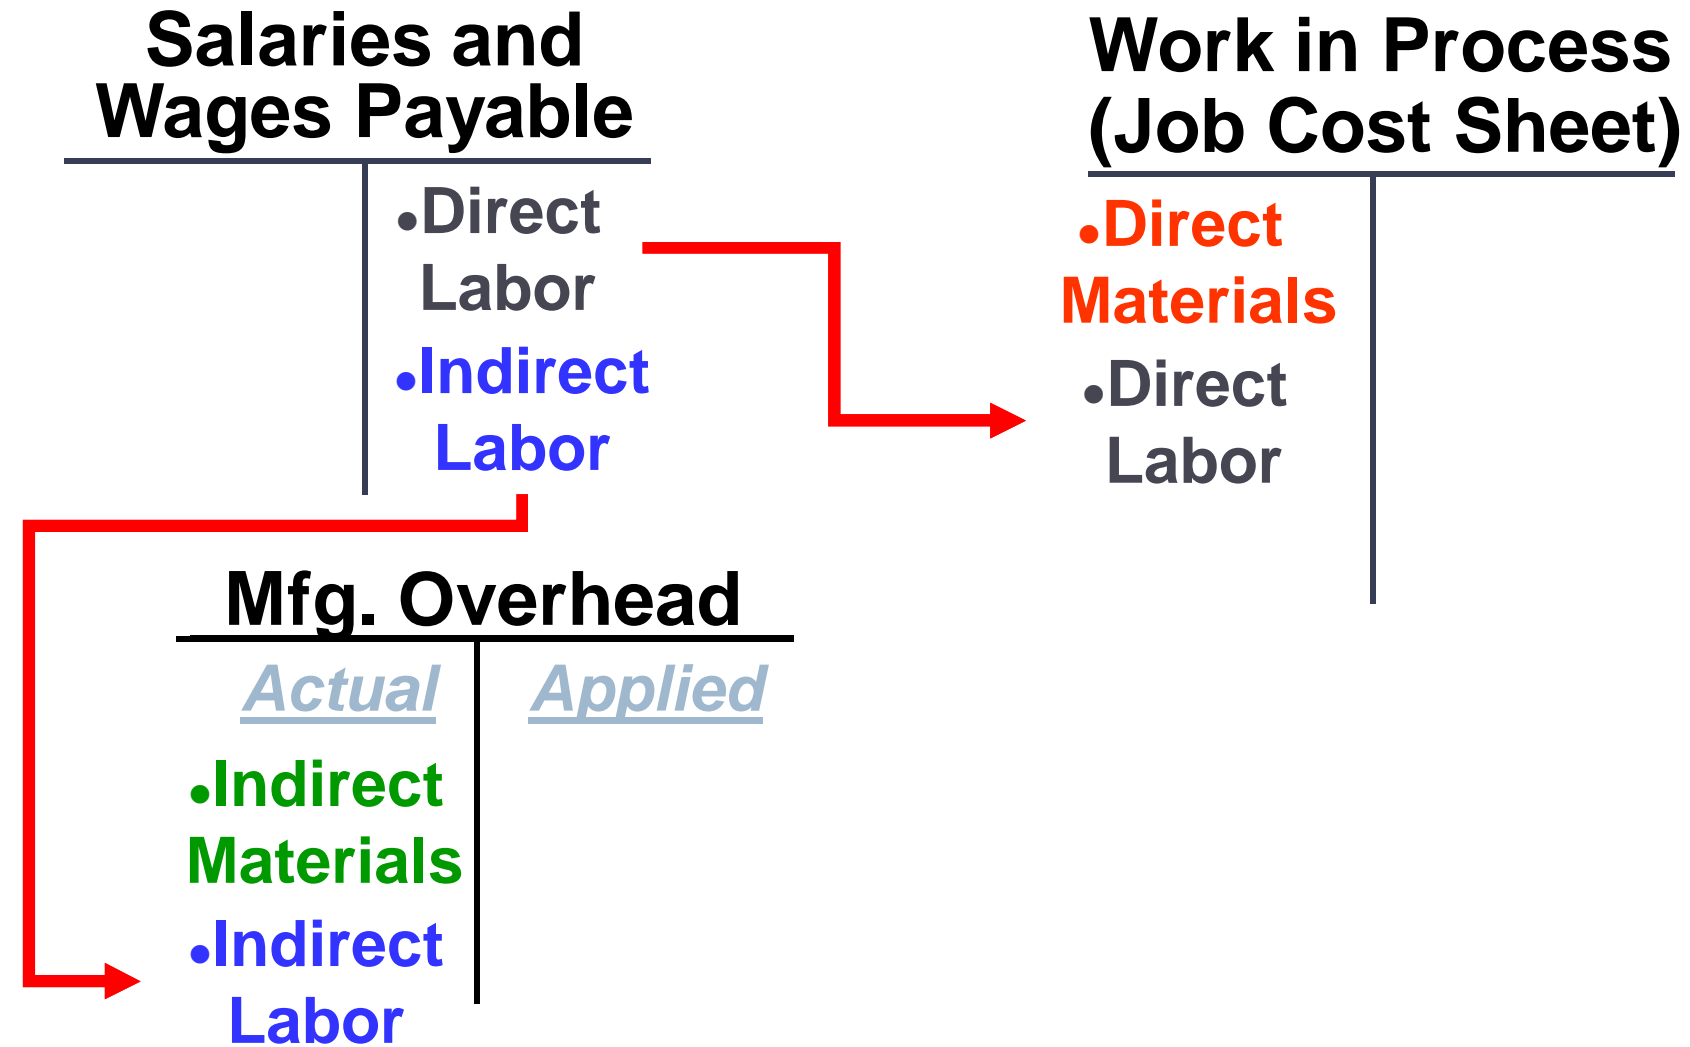 Salaries and
Wages Payable
•Direct
Labor
•Indirect
Labor
Work in Process
(Job Cost Sheet)
•Direct
Materials
•Direct
Labor
Mfg. Overhead
Actual Applied
•Indirect
Materials
•Indirect
Labor